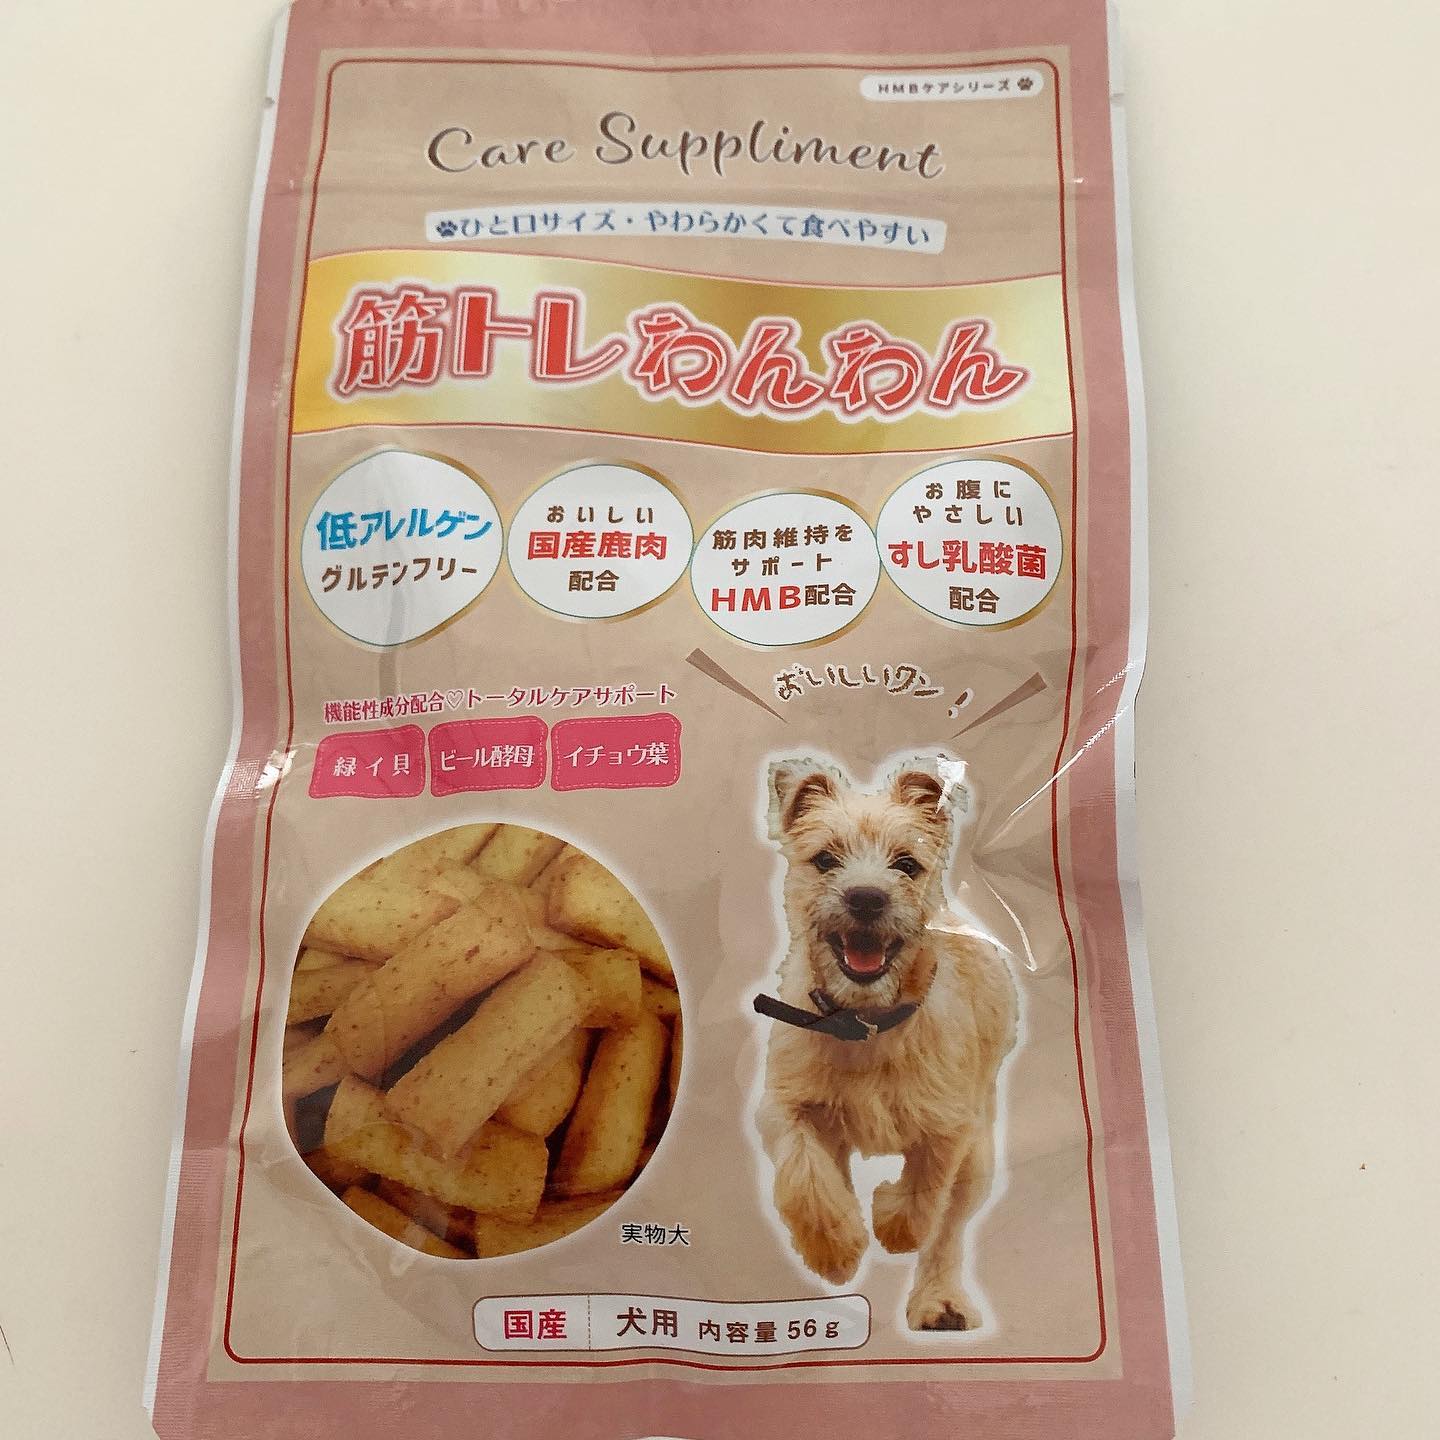 HMBケアシリーズ
Care Suppliment
ひと口サイズ・やわらかくて食べやすい
筋トレわんわん
低アレルゲン
グルテンフリー
おいしい
国産鹿肉
配合
筋肉維持を
サポート
HMB配合
お腹に
やさしい
すし乳酸菌
配合
機能性成分配合♡トータルケアサポート
緑イ貝 ビール酵母 イチョウ葉
おいしいワン!
実物大
国産 犬用 内容量56g